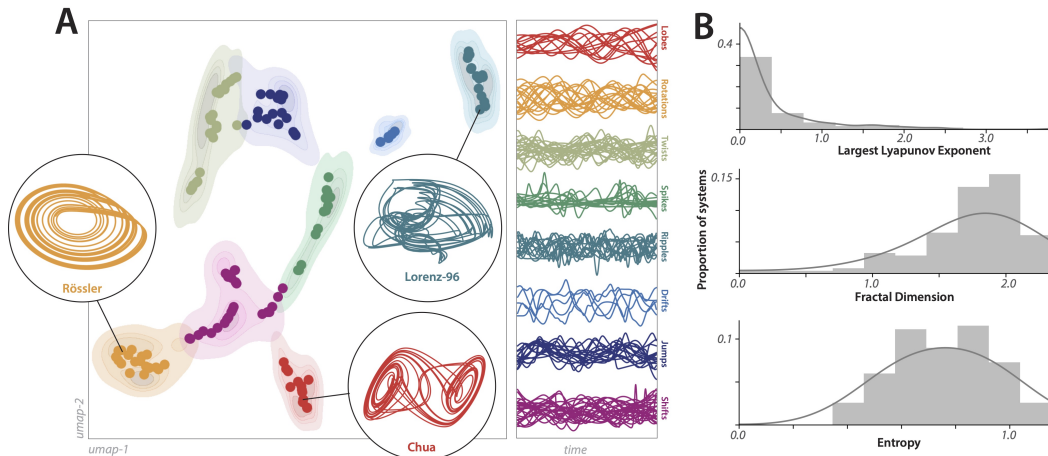 A
Rössler
Lorenz-96
Chua
umap-2
umap-1
Lobes
Rotations
Twists
Spikes
Ripples
Drifts
Jumps
Shifts
time
B
0.4
0.0
1.0
2.0
3.0
Largest Lyapunov Exponent
Proportion of systems
0.15
1.0
2.0
Fractal Dimension
0.1
0.0
1.0
Entropy